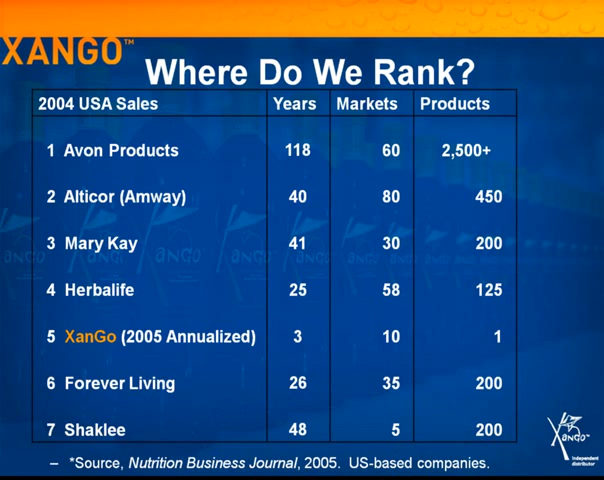 XANGO™
Where Do We Rank?
2004 USA Sales Years Markets Products
1 Avon Products 118 60 2,500+
2 Alticor (Amway) 40 80 450
3 Mary Kay 41 30 200
4 Herbalife 25 58 125
5 XanGo (2005 Annualized) 3 10 1
6 Forever Living 26 35 200
7 Shaklee 48 5 200
– *Source, Nutrition Business Journal, 2005. US-based companies.
XANGO™
Independent
distributor